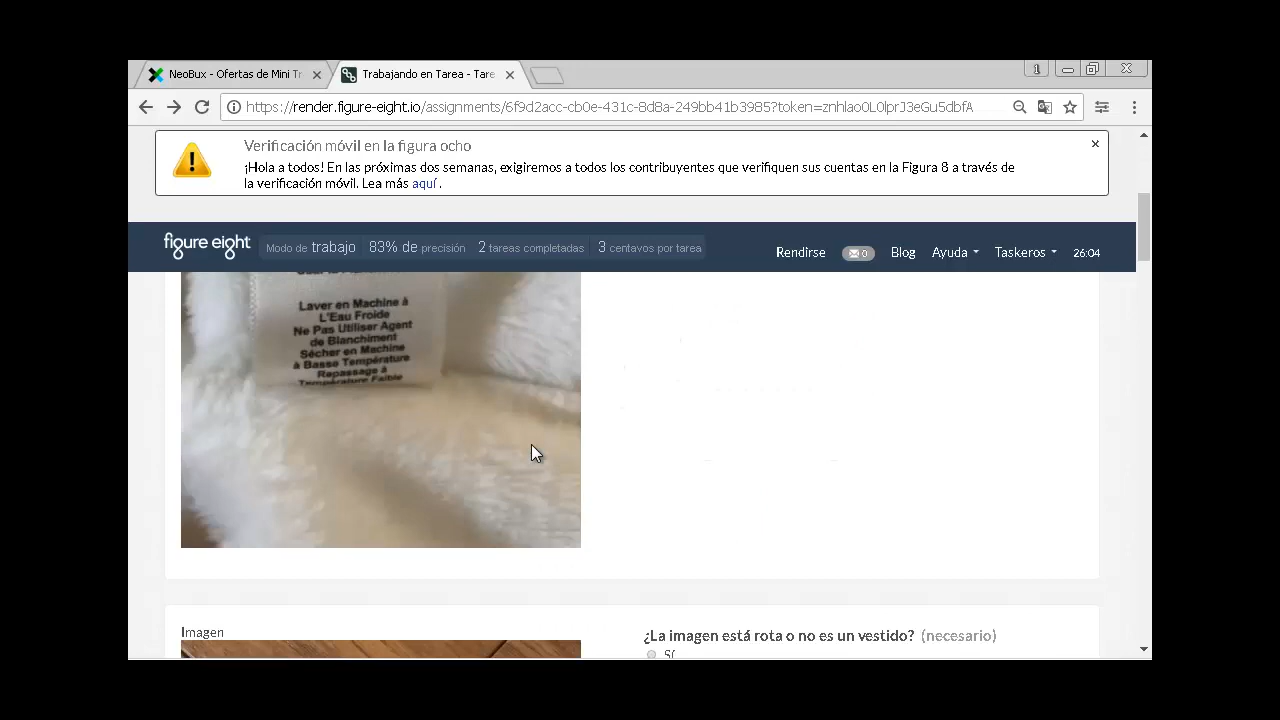 NeoBux - Ofertas de Mini Tr
Trabajando en Tarea - Tare
https://render.figure-eight.io/assignments/6f9d2acc-cb0e-431c-8d8a-249bb41b3985?token=znhlao0L0lprJ3eGu5dbfA
Verificación móvil en la figura ocho
¡Hola a todos! En las próximas dos semanas, exigiremos a todos los contribuyentes que verifiquen sus cuentas en la Figura 8 a través de
la verificación móvil. Lea más aquí .
figure eight Modo de trabajo 83% de precisión 2 tareas completadas 3 centavos por tarea Rendirse 0 Blog Ayuda Taskeros 26:04
Laver en Machine à
L'Eau Froide
Ne Pas Utiliser Agent
de Blanchiment
Sécher en Machine
à Basso Température
Repassage à
Température Faible
Imagen
¿La imagen está rota o no es un vestido? (necesario)
Sí